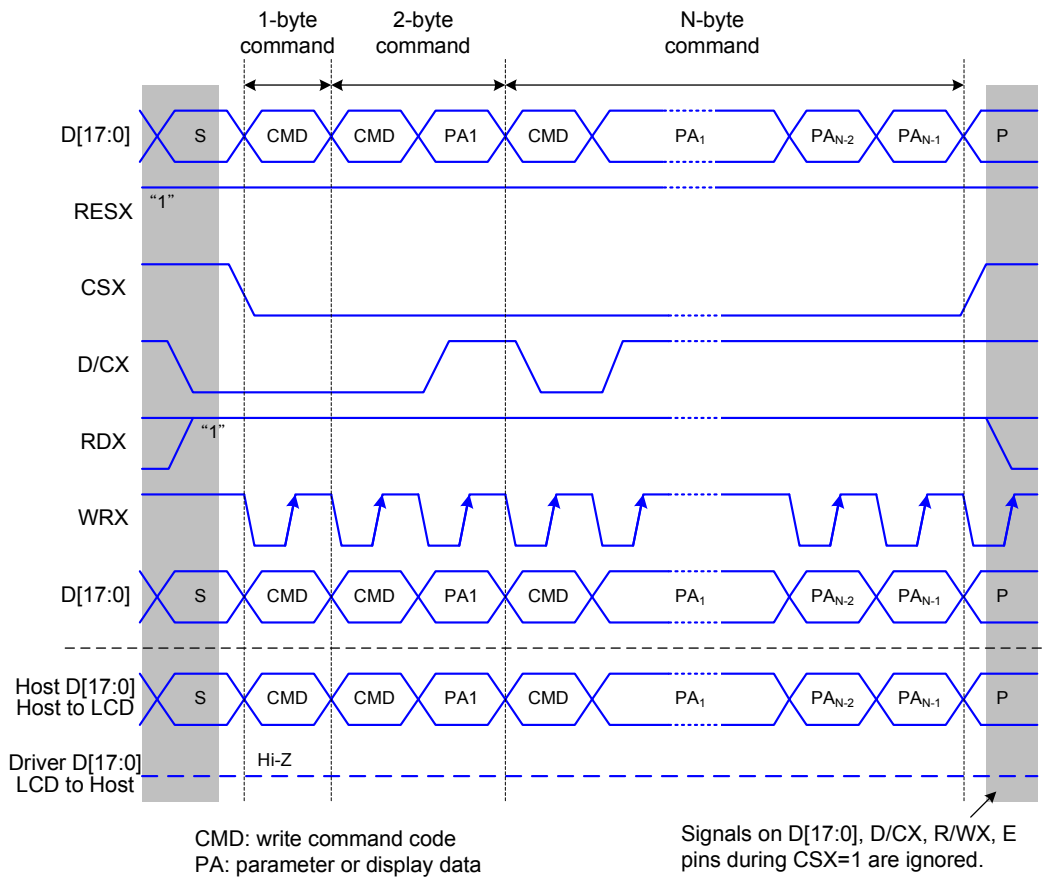 1-byte command
2-byte command
N-byte command
D[17:0] S CMD CMD PA1 CMD PA1 PAN-2 PAN-1 P
RESX “1”
CSX
D/CX
RDX “1”
WRX
D[17:0] S CMD CMD PA1 CMD PA1 PAN-2 PAN-1 P
Host D[17:0]
Host to LCD
S CMD CMD PA1 CMD PA1 PAN-2 PAN-1 P
Driver D[17:0]
LCD to Host
Hi-Z
CMD: write command code
PA: parameter or display data
Signals on D[17:0], D/CX, R/WX, E
pins during CSX=1 are ignored.